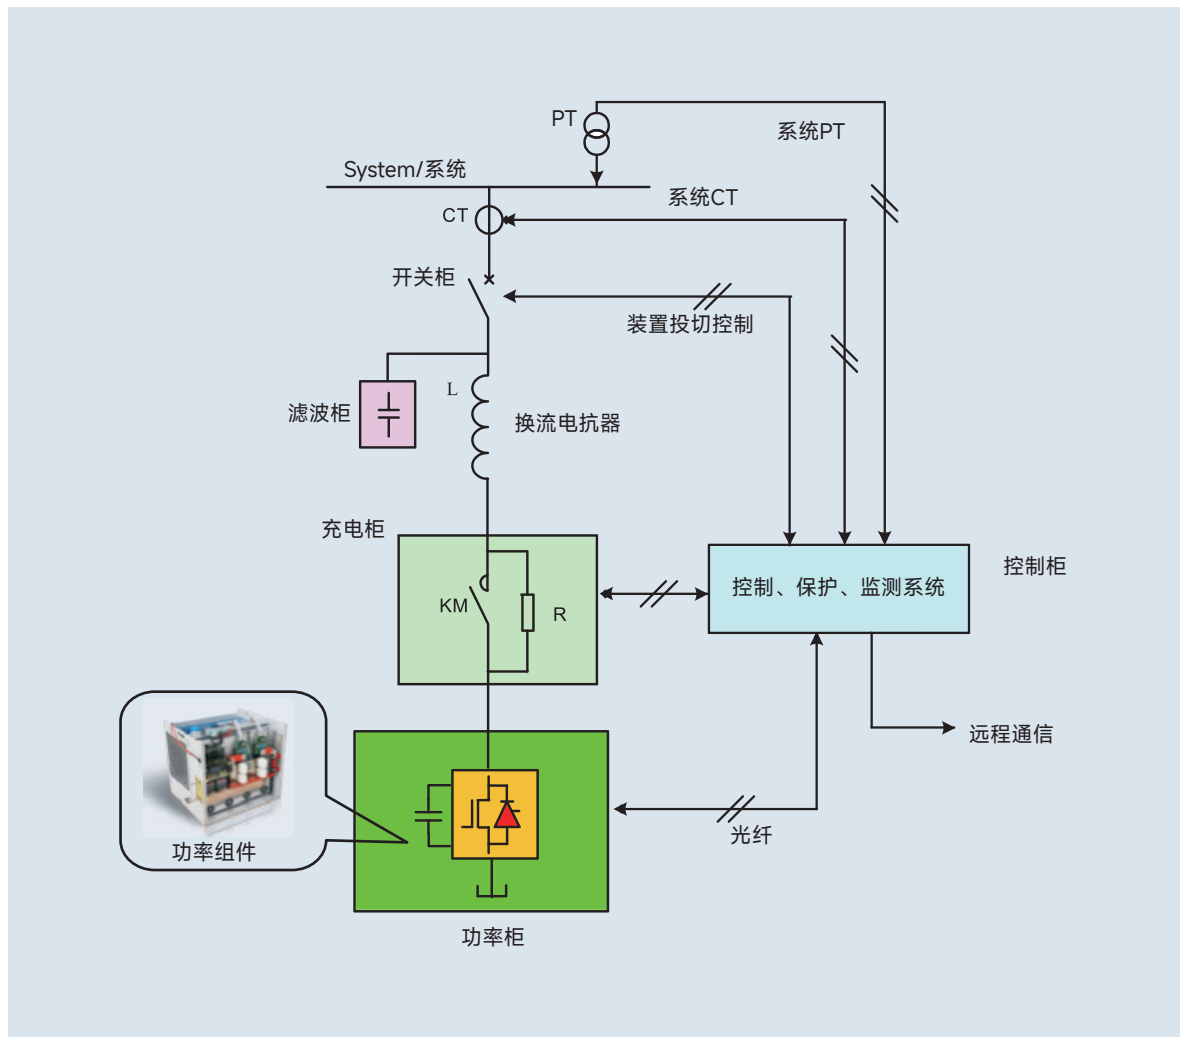 PT
系统PT
System/系统
系统CT
CT
开关柜
装置投切控制
L
滤波柜
换流电抗器
充电柜
控制柜
控制、保护、监测系统
KM
R
远程通信
光纤
功率组件
功率柜